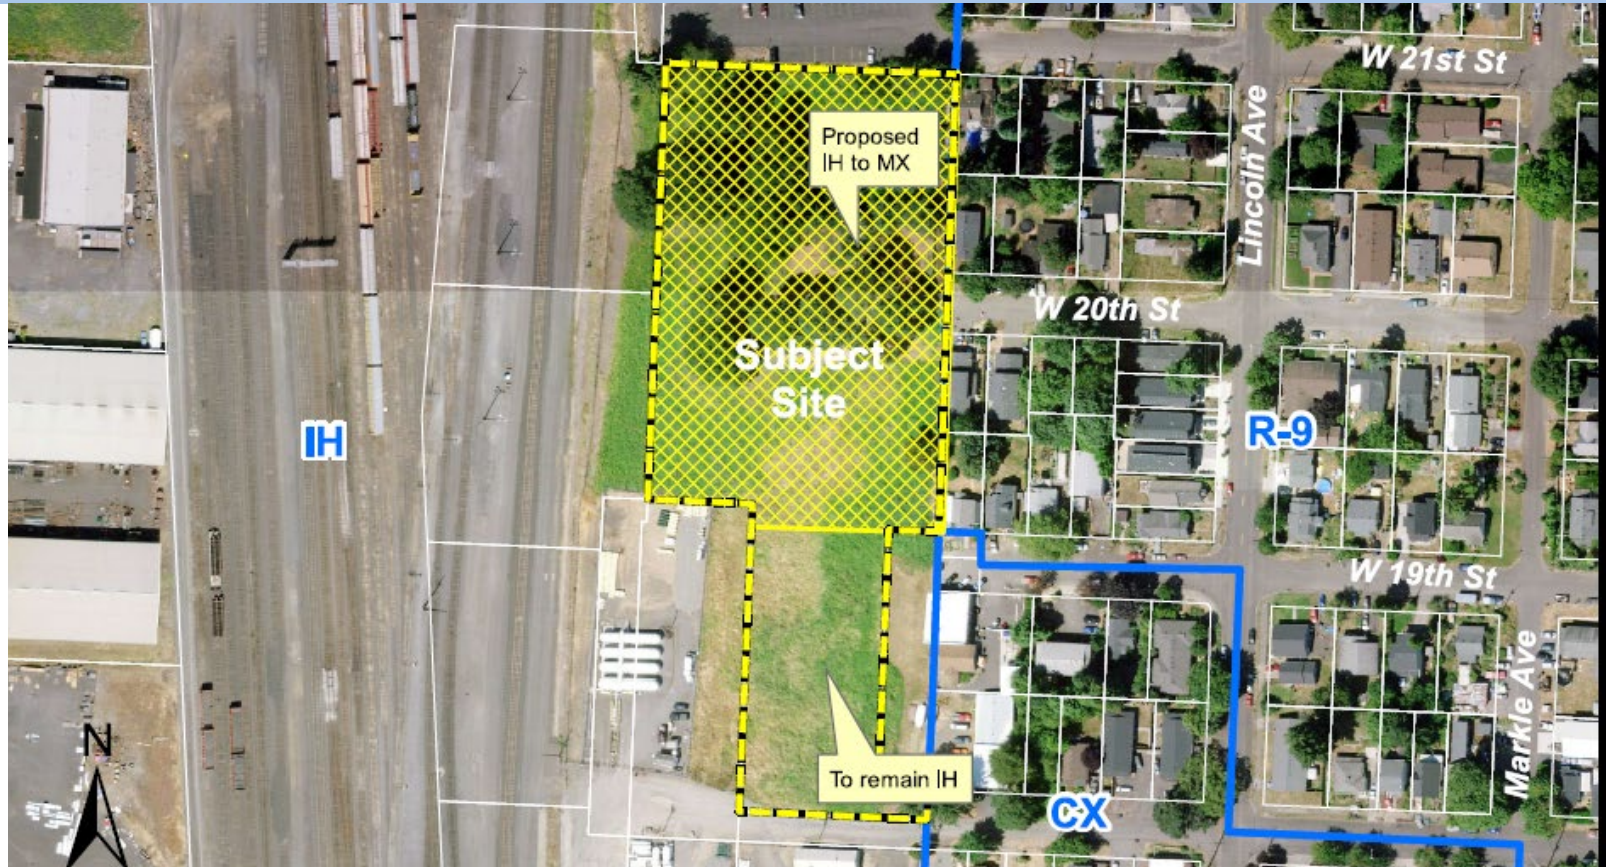 W 21st St
Lincoln Ave
Proposed
IH to MX
W 20th St
Subject
Site
IH
R-9
W 19th St
Markle Ave
To remain IH
CX
N